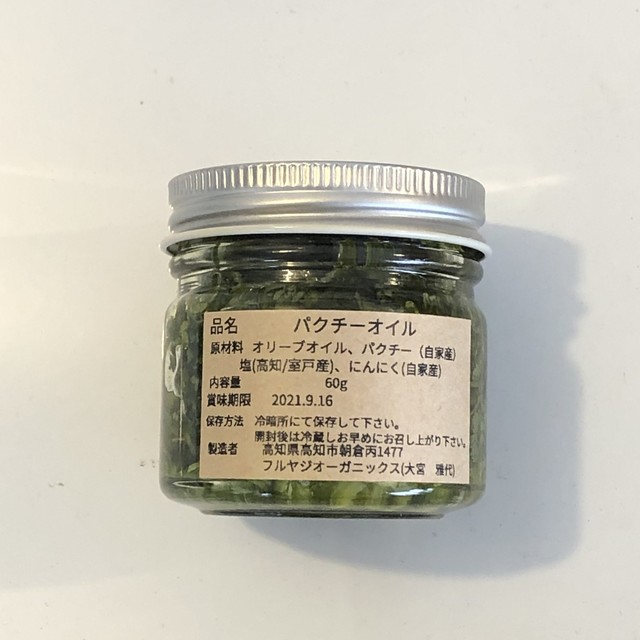 品名 パクチーオイル
原材料 オリーブオイル、パクチー(自家産)
塩(高知/室戸産)、にんにく(自家産)
内容量 60g
賞味期限 2021.9.16
保存方法 冷暗所にて保存して下さい。
開封後は冷蔵しお早めにお召し上がり下さい。
製造者 高知県高知市朝倉丙1477
フルヤジオーガニックス(大宮 雅代)